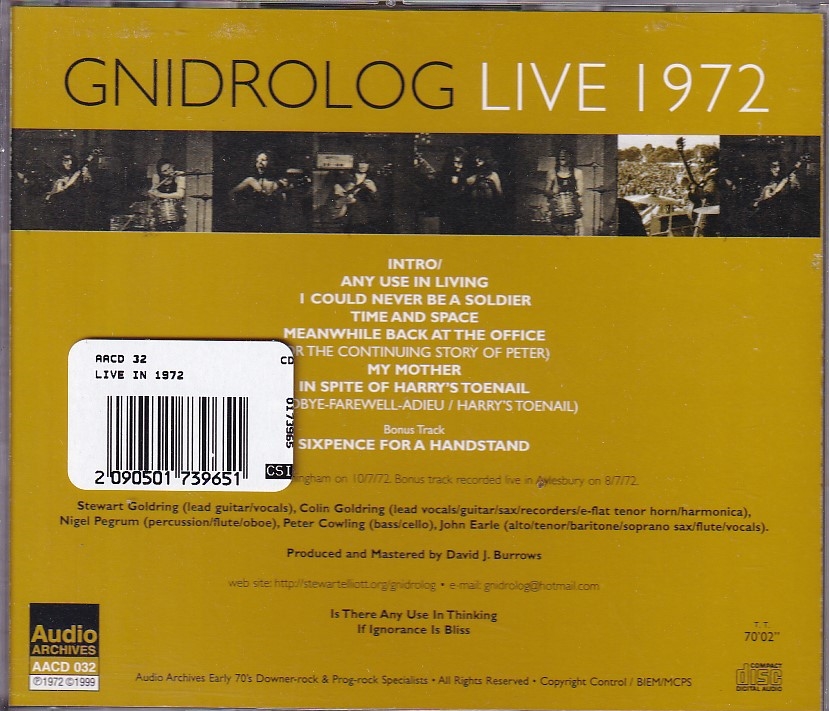 GNIDROLOG LIVE 1972
INTRO/
ANY USE IN LIVING
I COULD NEVER BE A SOLDIER
TIME AND SPACE
MEANWHILE BACK AT THE OFFICE
R THE CONTINUING STORY OF PETER)
MY MOTHER
IN SPITE OF HARRY'S TOENAIL
OBYE-FAREWELL-ADIEU / HARRY'S TOENAIL)
Bonus Track
SIXPENCE FOR A HANDSTAND
AACD 32 CD
LIVE IN 1972
0173965
2 090501 739651 CSI
ingham on 10/7/72. Bonus track recorded live in Aylesbury on 8/7/72.
Stewart Goldring (lead guitar/vocals), Colin Goldring (lead vocals/guitar/sax/recorders/e-flat tenor horn/harmonica),
Nigel Pegrum (percussion/flute/oboe), Peter Cowling (bass/cello), John Earle (alto/tenor/baritone/soprano sax/flute/vocals).
Produced and Mastered by David J. Burrows
web site: http://stewartelliott.org/gnidrolog • e-mail: gnidrolog@hotmail.com
Is There Any Use In Thinking
If Ignorance Is Bliss
T. T.
70'02"
Audio
ARCHIVES
AACD 032
℗1972 ©1999
Audio Archives Early 70's Downer-rock & Prog-rock Specialists • All Rights Reserved • Copyright Control / BIEM/MCPS
COMPACT
disc
DIGITAL AUDIO